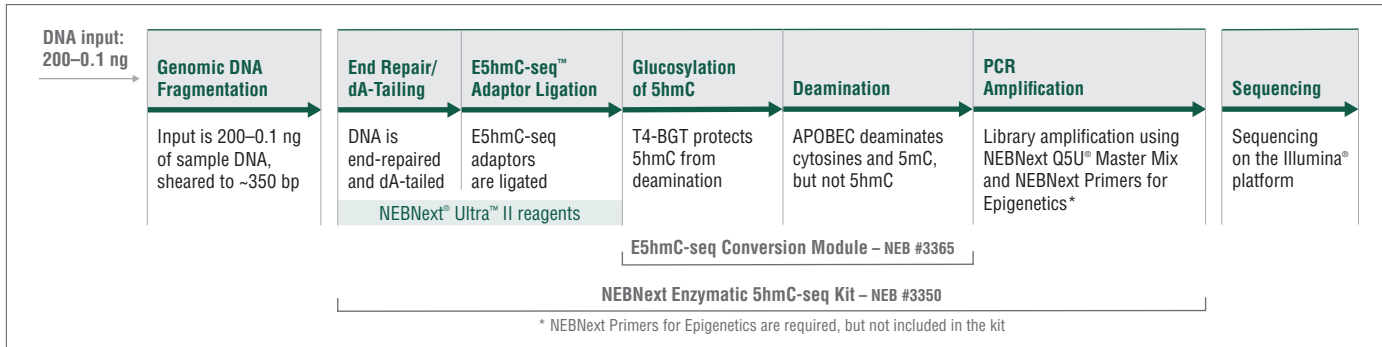 DNA input:
200–0.1 ng
Genomic DNA
Fragmentation
Input is 200–0.1 ng
of sample DNA,
sheared to ~350 bp
End Repair/
dA-Tailing
DNA is
end-repaired
and dA-tailed
E5hmC-seq™
Adaptor Ligation
E5hmC-seq
adaptors
are ligated
NEBNext® Ultra™ II reagents
Glucosylation
of 5hmC
T4-BGT protects
5hmC from
deamination
Deamination
APOBEC deaminates
cytosines and 5mC,
but not 5hmC
PCR
Amplification
Library amplification using
NEBNext Q5U® Master Mix
and NEBNext Primers for
Epigenetics*
Sequencing
Sequencing
on the Illumina®
platform
E5hmC-seq Conversion Module – NEB #3365
NEBNext Enzymatic 5hmC-seq Kit – NEB #3350
* NEBNext Primers for Epigenetics are required, but not included in the kit